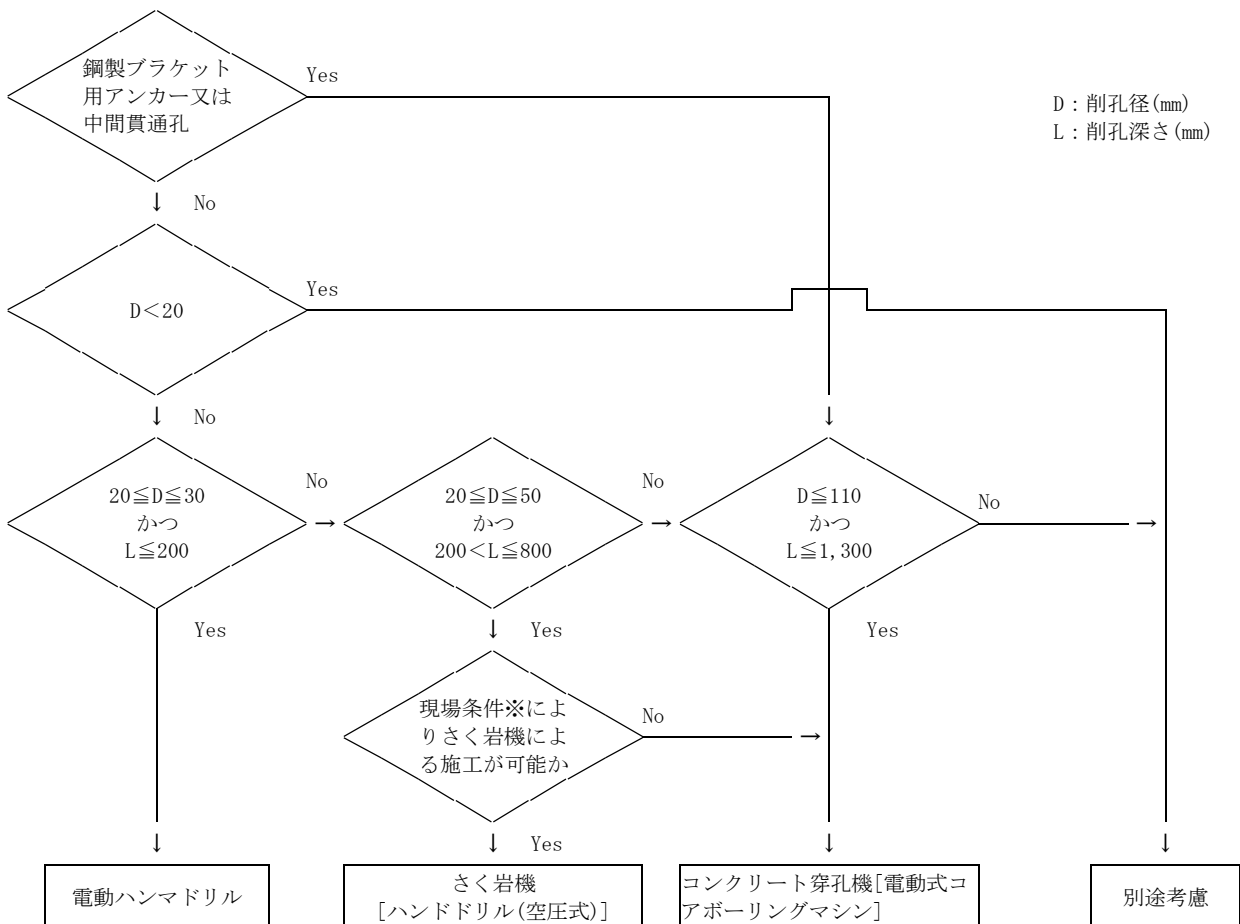 鋼製ブラケット
用アンカー又は
中間貫通孔
Yes
D：削孔径(mm)
L：削孔深さ(mm)
↓ No
D＜20
Yes
↓ No
↓
20≦D≦30
かつ
L≦200
No
→
20≦D≦50
かつ
200＜L≦800
No
→
D≦110
かつ
L≦1,300
No
→
Yes
↓ Yes
Yes
現場条件※によ
りさく岩機によ
る施工が可能か
No
→
↓
↓ Yes
↓
↓
電動ハンマドリル
さく岩機
[ハンドドリル(空圧式)]
コンクリート穿孔機[電動式コ
アボーリングマシン]
別途考慮